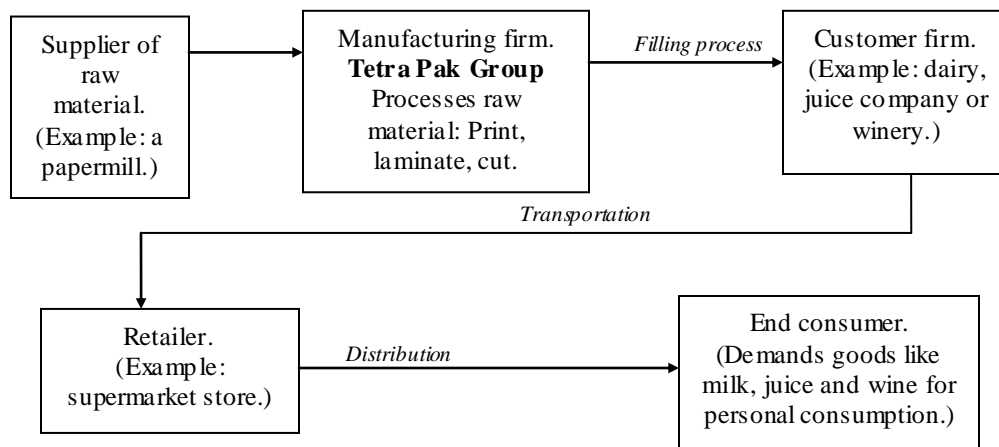 Supplier of
raw
material.
(Example: a
papermill.)
Manufacturing firm.
Tetra Pak Group
Processes raw
material: Print,
laminate, cut.
Filling process
Customer firm.
(Example: dairy,
juice company or
winery.)
Transportation
Retailer.
(Example:
supermarket store.)
Distribution
End consumer.
(Demands goods like
milk, juice and wine for
personal consumption.)